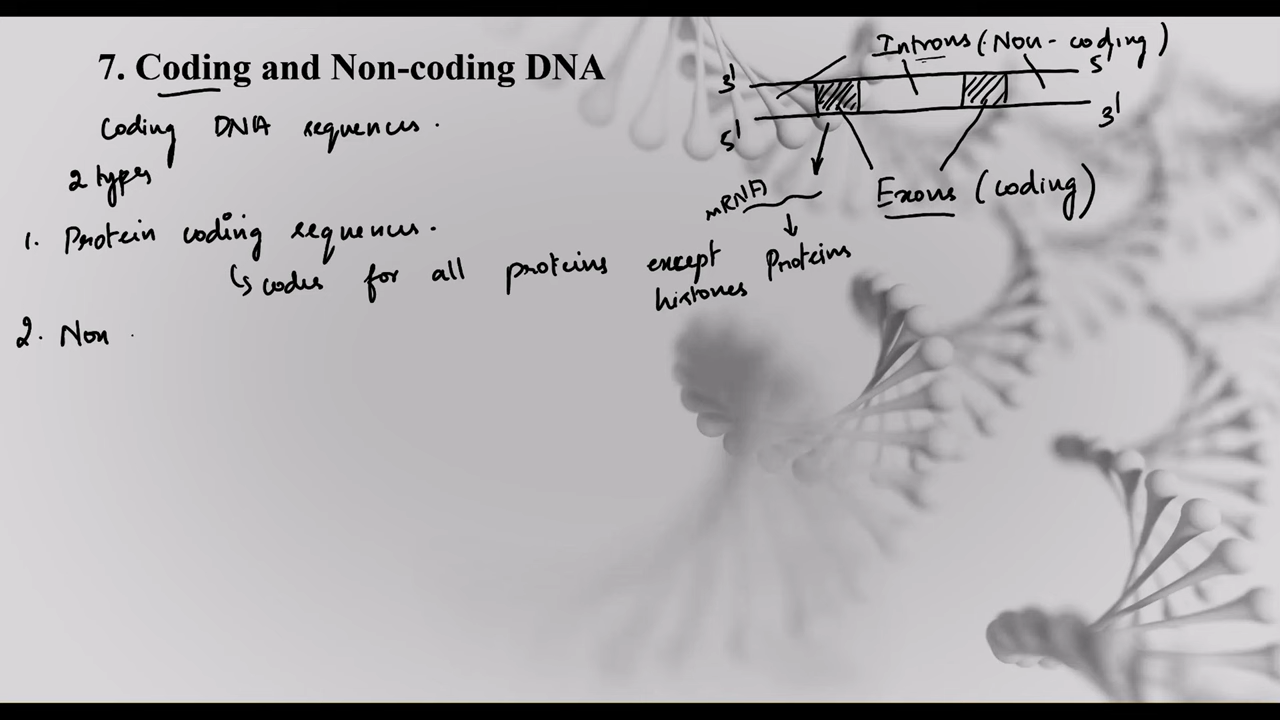 7. Coding and Non-coding DNA
Coding DNA sequences.
2 types
1. Protein coding sequences.
↳ codes for all proteins except
histones
2. Non
Introns (Non-coding)
3' 5'
5' 3'
mRNA
Exons (coding)
Proteins